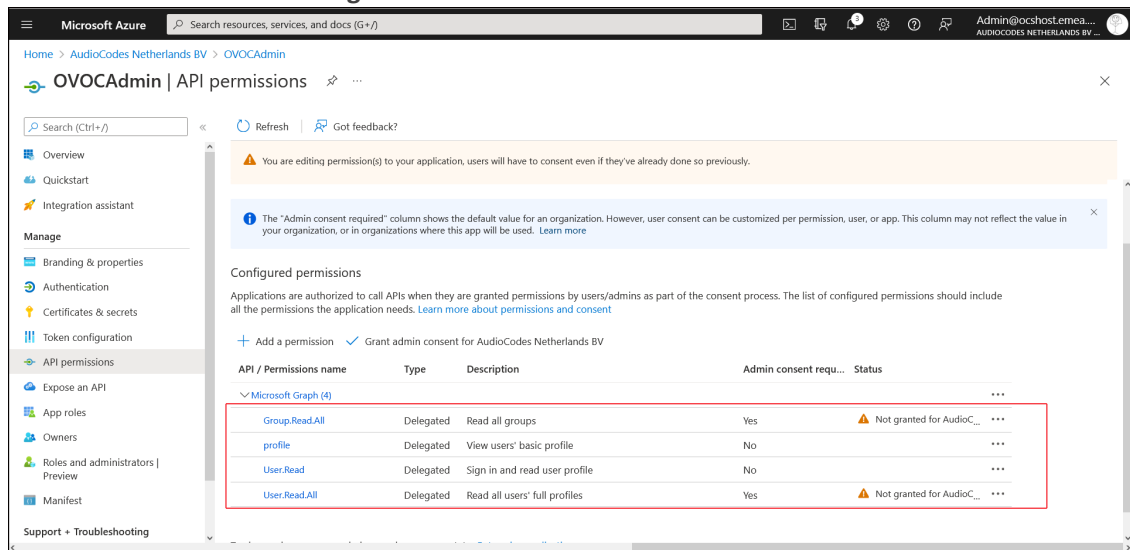 Microsoft Azure
Search resources, services, and docs (G+/)
3
Admin@ocshost.emea....
AUDIOCODES NETHERLANDS BV ...
Home > AudioCodes Netherlands BV > OVOCAdmin
OVOCAdmin | API permissions
Search (Ctrl+/)
Refresh
Got feedback?
Overview
Quickstart
Integration assistant
Manage
Branding & properties
Authentication
Certificates & secrets
Token configuration
API permissions
Expose an API
App roles
Owners
Roles and administrators |
Preview
Manifest
Support + Troubleshooting
You are editing permission(s) to your application, users will have to consent even if they've already done so previously.
The "Admin consent required" column shows the default value for an organization. However, user consent can be customized per permission, user, or app. This column may not reflect the value in
your organization, or in organizations where this app will be used. Learn more
Configured permissions
Applications are authorized to call APIs when they are granted permissions by users/admins as part of the consent process. The list of configured permissions should include
all the permissions the application needs. Learn more about permissions and consent
Add a permission Grant admin consent for AudioCodes Netherlands BV
API / Permissions name Type Description Admin consent requ... Status
Microsoft Graph (4)
Group.Read.All Delegated Read all groups Yes Not granted for AudioC...
profile Delegated View users' basic profile No
User.Read Delegated Sign in and read user profile No
User.Read.All Delegated Read all users' full profiles Yes Not granted for AudioC...